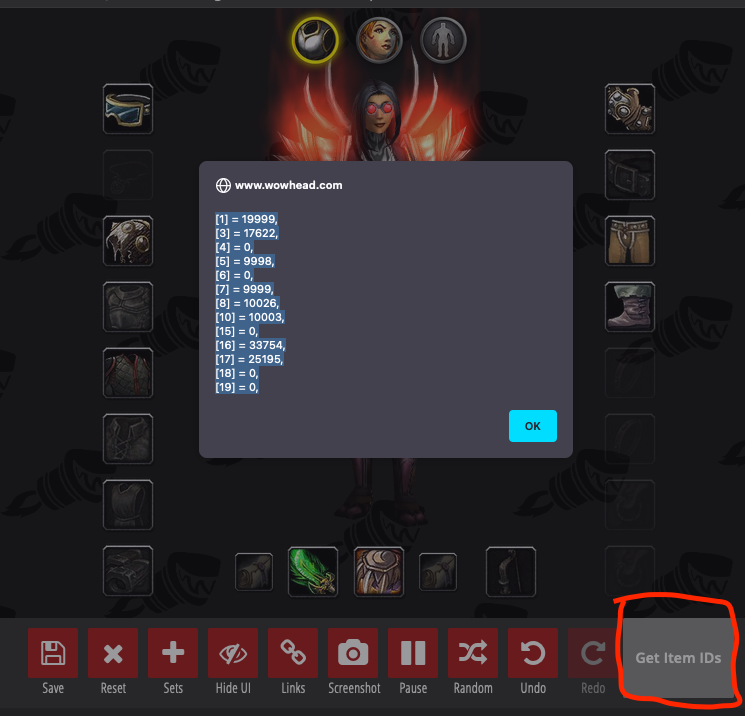 www.wowhead.com
[1] = 19999,
[3] = 17622,
[4] = 0,
[5] = 9998,
[6] = 0,
[7] = 9999,
[8] = 10026,
[10] = 10003,
[15] = 0,
[16] = 33754,
[17] = 25195,
[18] = 0,
[19] = 0,
OK
Get Item IDs
Save
Reset
Sets
Hide UI
Links
Screenshot
Pause
Random
Undo
Redo